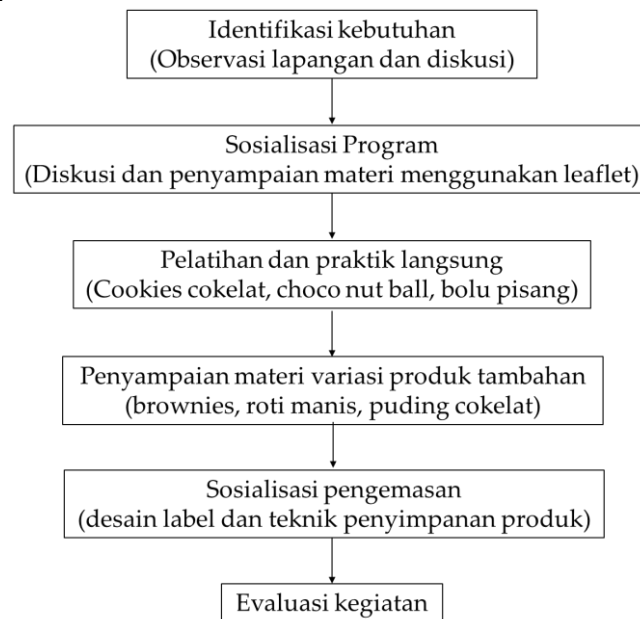 Identifikasi kebutuhan
(Observasi lapangan dan diskusi)
Sosialisasi Program
(Diskusi dan penyampaian materi menggunakan leaflet)
Pelatihan dan praktik langsung
(Cookies cokelat, choco nut ball, bolu pisang)
Penyampaian materi variasi produk tambahan
(brownies, roti manis, puding cokelat)
Sosialisasi pengemasan
(desain label dan teknik penyimpanan produk)
Evaluasi kegiatan